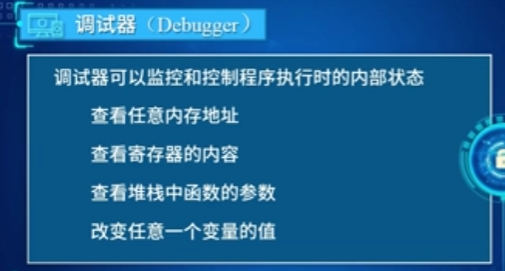 调试器（Debugger）
调试器可以监控和控制程序执行时的内部状态
查看任意内存地址
查看寄存器的内容
查看堆栈中函数的参数
改变任意一个变量的值